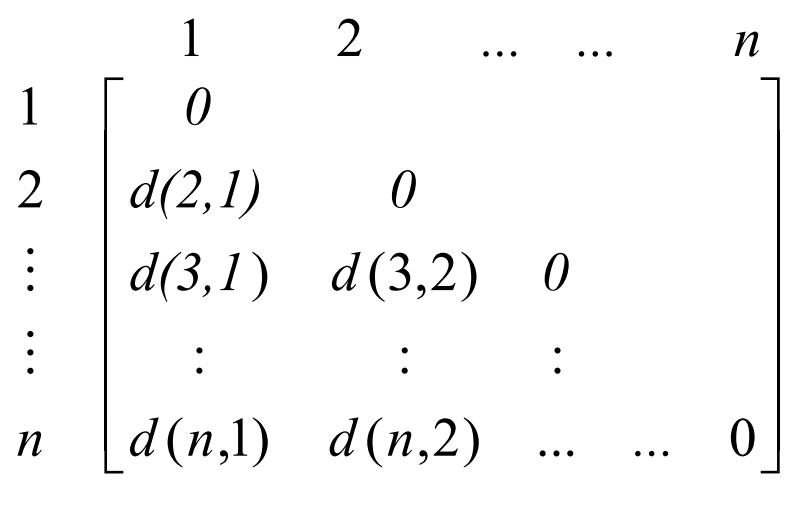 1 2 ... ... n
1 0
2 d(2,1) 0
⋮ d(3,1) d(3,2) 0
⋮ : : :
n d(n,1) d(n,2) ... ... 0